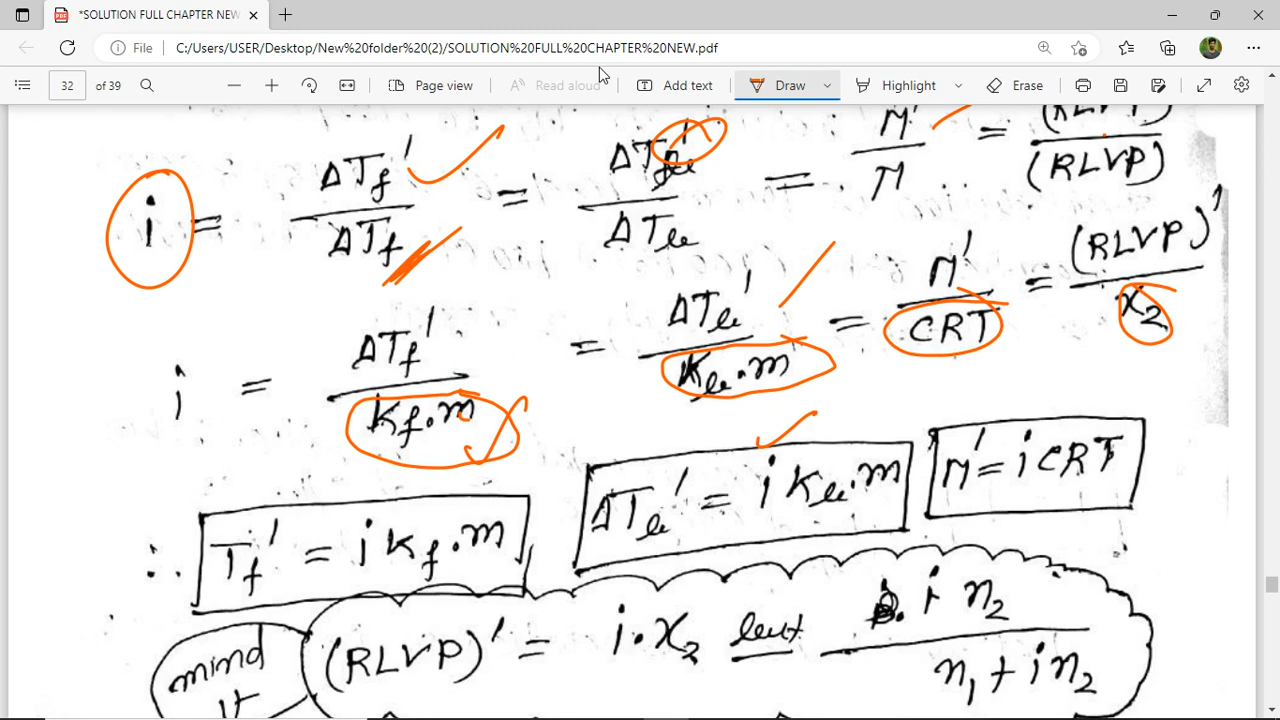 *SOLUTION FULL CHAPTER NEW
File C:/Users/USER/Desktop/New%20folder%20(2)/SOLUTION%20FULL%20CHAPTER%20NEW.pdf
32 of 39 Page view Read aloud Add text Draw Highlight Erase
i = ΔTf' / ΔTf = ΔTb' / ΔTb = π' / π = (RLVP)' / (RLVP)
i = ΔTf' / Kf.m = ΔTb' / Kb.m = π' / CRT = (RLVP)' / x2
∴ Tf' = i Kf.m ΔTb' = i Kb.m π' = i CRT
mind it (RLVP)' = i.x2 but i n2 / n1 + i n2